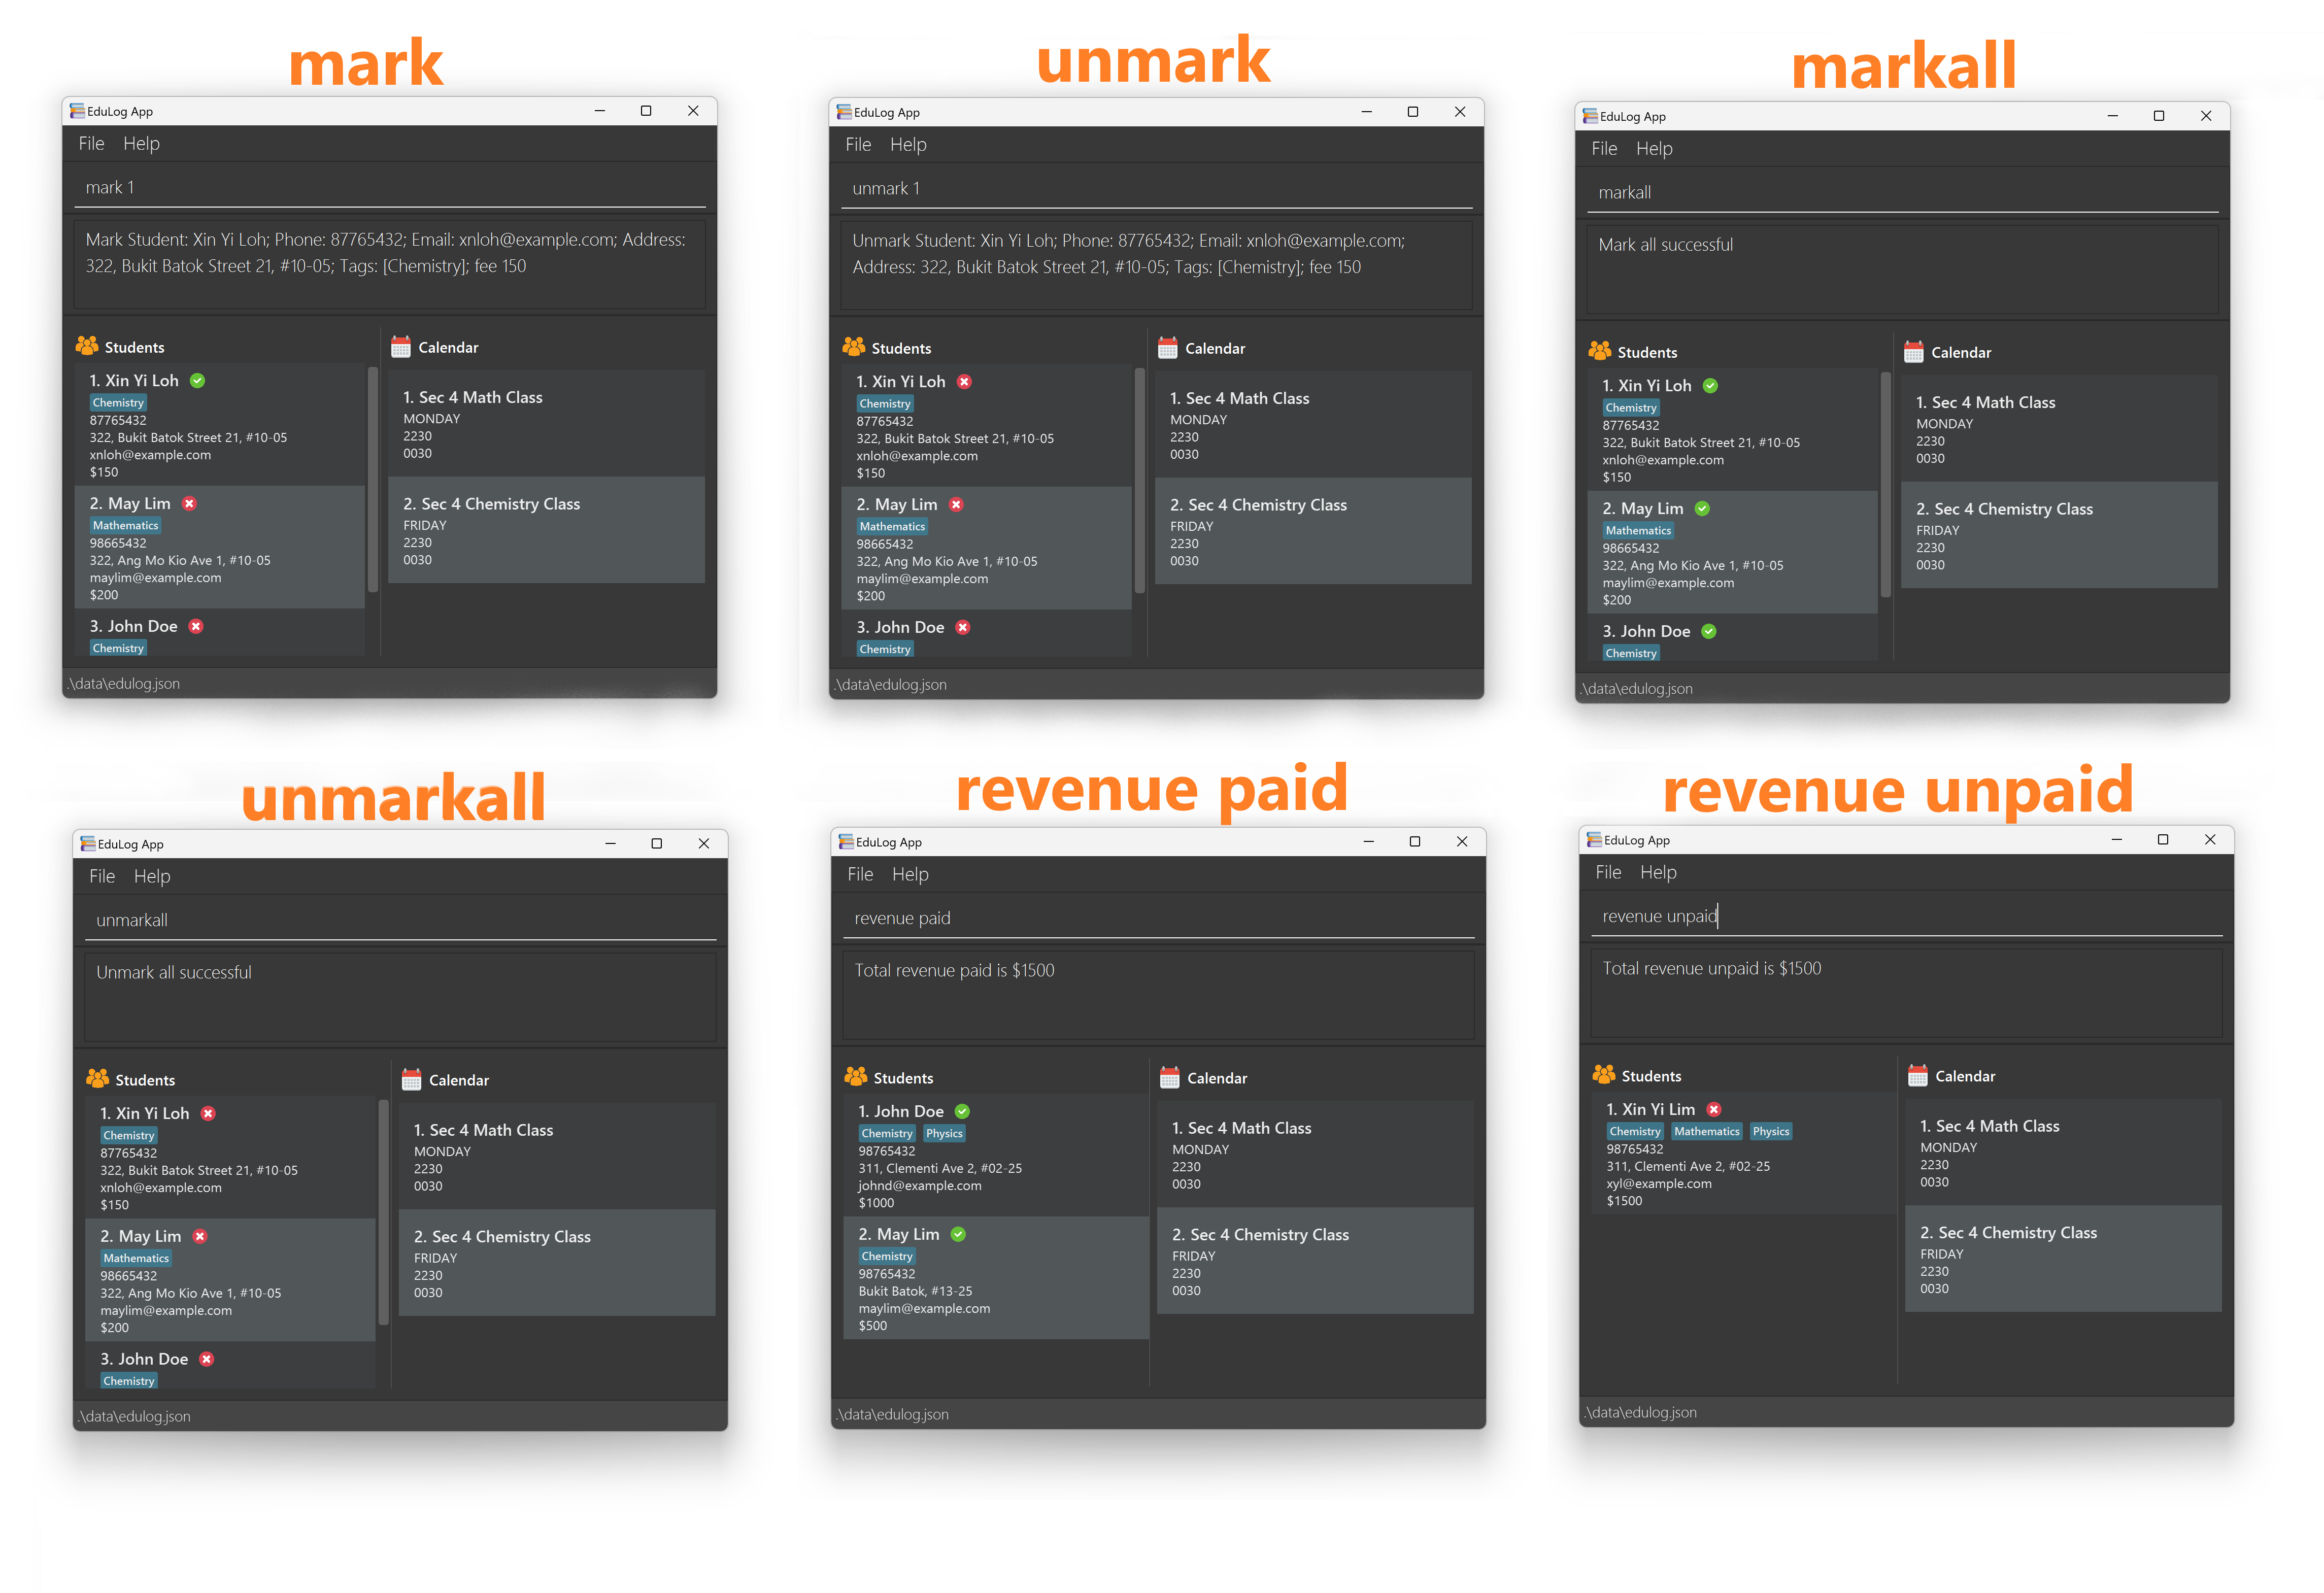 mark
EduLog App
File Help
mark 1
Mark Student: Xin Yi Loh; Phone: 87765432; Email: xnloh@example.com; Address:
322, Bukit Batok Street 21, #10-05; Tags: [Chemistry]; fee 150
Students
1. Xin Yi Loh
Chemistry
87765432
322, Bukit Batok Street 21, #10-05
xnloh@example.com
$150
2. May Lim
Mathematics
98665432
322, Ang Mo Kio Ave 1, #10-05
maylim@example.com
$200
3. John Doe
Chemistry
Calendar
1. Sec 4 Math Class
MONDAY
2230
0030
2. Sec 4 Chemistry Class
FRIDAY
2230
0030
.\data\edulog.json
unmark
EduLog App
File Help
unmark 1
Unmark Student: Xin Yi Loh; Phone: 87765432; Email: xnloh@example.com;
Address: 322, Bukit Batok Street 21, #10-05; Tags: [Chemistry]; fee 150
Students
1. Xin Yi Loh
Chemistry
87765432
322, Bukit Batok Street 21, #10-05
xnloh@example.com
$150
2. May Lim
Mathematics
98665432
322, Ang Mo Kio Ave 1, #10-05
maylim@example.com
$200
3. John Doe
Chemistry
Calendar
1. Sec 4 Math Class
MONDAY
2230
0030
2. Sec 4 Chemistry Class
FRIDAY
2230
0030
.\data\edulog.json
markall
EduLog App
File Help
markall
Mark all successful
Students
1. Xin Yi Loh
Chemistry
87765432
322, Bukit Batok Street 21, #10-05
xnloh@example.com
$150
2. May Lim
Mathematics
98665432
322, Ang Mo Kio Ave 1, #10-05
maylim@example.com
$200
3. John Doe
Chemistry
Calendar
1. Sec 4 Math Class
MONDAY
2230
0030
2. Sec 4 Chemistry Class
FRIDAY
2230
0030
.\data\edulog.json
unmarkall
EduLog App
File Help
unmarkall
Unmark all successful
Students
1. Xin Yi Loh
Chemistry
87765432
322, Bukit Batok Street 21, #10-05
xnloh@example.com
$150
2. May Lim
Mathematics
98665432
322, Ang Mo Kio Ave 1, #10-05
maylim@example.com
$200
3. John Doe
Chemistry
Calendar
1. Sec 4 Math Class
MONDAY
2230
0030
2. Sec 4 Chemistry Class
FRIDAY
2230
0030
.\data\edulog.json
revenue paid
EduLog App
File Help
revenue paid
Total revenue paid is $1500
Students
1. John Doe
Chemistry Physics
98765432
311, Clementi Ave 2, #02-25
johnd@example.com
$1000
2. May Lim
Chemistry
98765432
Bukit Batok, #13-25
maylim@example.com
$500
Calendar
1. Sec 4 Math Class
MONDAY
2230
0030
2. Sec 4 Chemistry Class
FRIDAY
2230
0030
.\data\edulog.json
revenue unpaid
EduLog App
File Help
revenue unpaid
Total revenue unpaid is $1500
Students
1. Xin Yi Lim
Chemistry Mathematics Physics
98765432
311, Clementi Ave 2, #02-25
xyl@example.com
$1500
Calendar
1. Sec 4 Math Class
MONDAY
2230
0030
2. Sec 4 Chemistry Class
FRIDAY
2230
0030
.\data\edulog.json